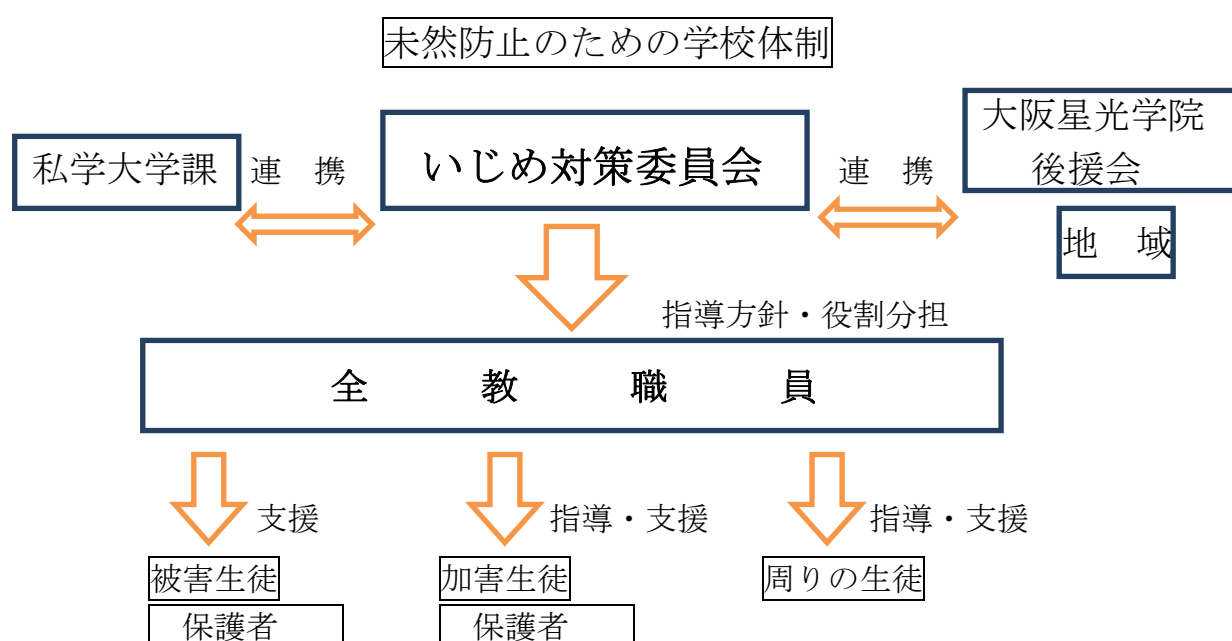 未然防止のための学校体制
私学大学課
連　携
いじめ対策委員会
連　携
大阪星光学院
後援会
地　域
指導方針・役割分担
全　教　職　員
支援
指導・支援
指導・支援
被害生徒
加害生徒
周りの生徒
保護者
保護者